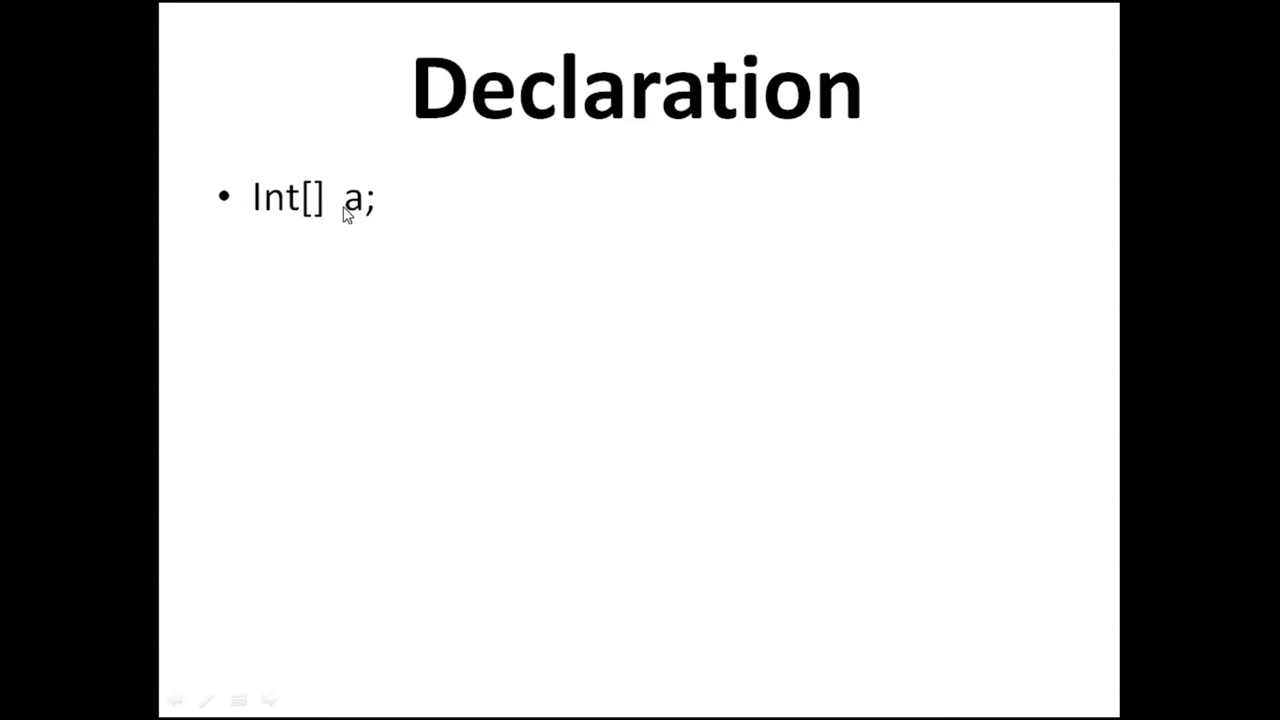 Declaration
• Int[] a;